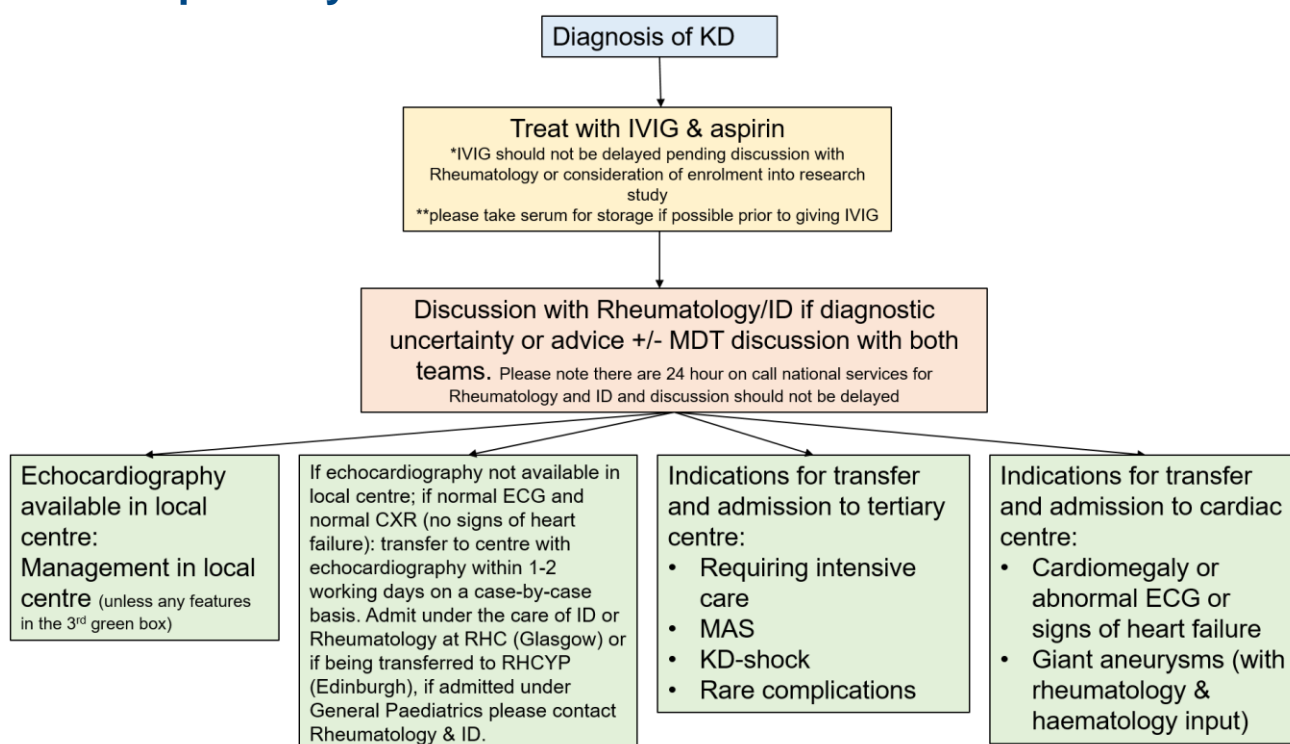 Diagnosis of KD
Treat with IVIG & aspirin
*IVIG should not be delayed pending discussion with
Rheumatology or consideration of enrolment into research
study
**please take serum for storage if possible prior to giving IVIG
Discussion with Rheumatology/ID if diagnostic
uncertainty or advice +/- MDT discussion with both
teams. Please note there are 24 hour on call national services for
Rheumatology and ID and discussion should not be delayed
Echocardiography
available in local
centre:
Management in local
centre (unless any features
in the 3rd green box)
If echocardiography not available in
local centre; if normal ECG and
normal CXR (no signs of heart
failure): transfer to centre with
echocardiography within 1-2
working days on a case-by-case
basis. Admit under the care of ID or
Rheumatology at RHC (Glasgow) or
if being transferred to RHCYP
(Edinburgh), if admitted under
General Paediatrics please contact
Rheumatology & ID.
Indications for transfer
and admission to tertiary
centre:
• Requiring intensive
care
• MAS
• KD-shock
• Rare complications
Indications for transfer
and admission to cardiac
centre:
• Cardiomegaly or
abnormal ECG or
signs of heart failure
• Giant aneurysms (with
rheumatology &
haematology input)